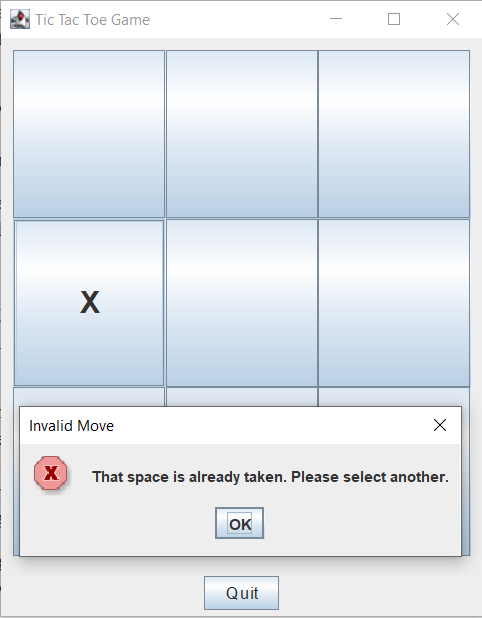 Tic Tac Toe Game
X
Invalid Move
X
That space is already taken. Please select another.
OK
Quit